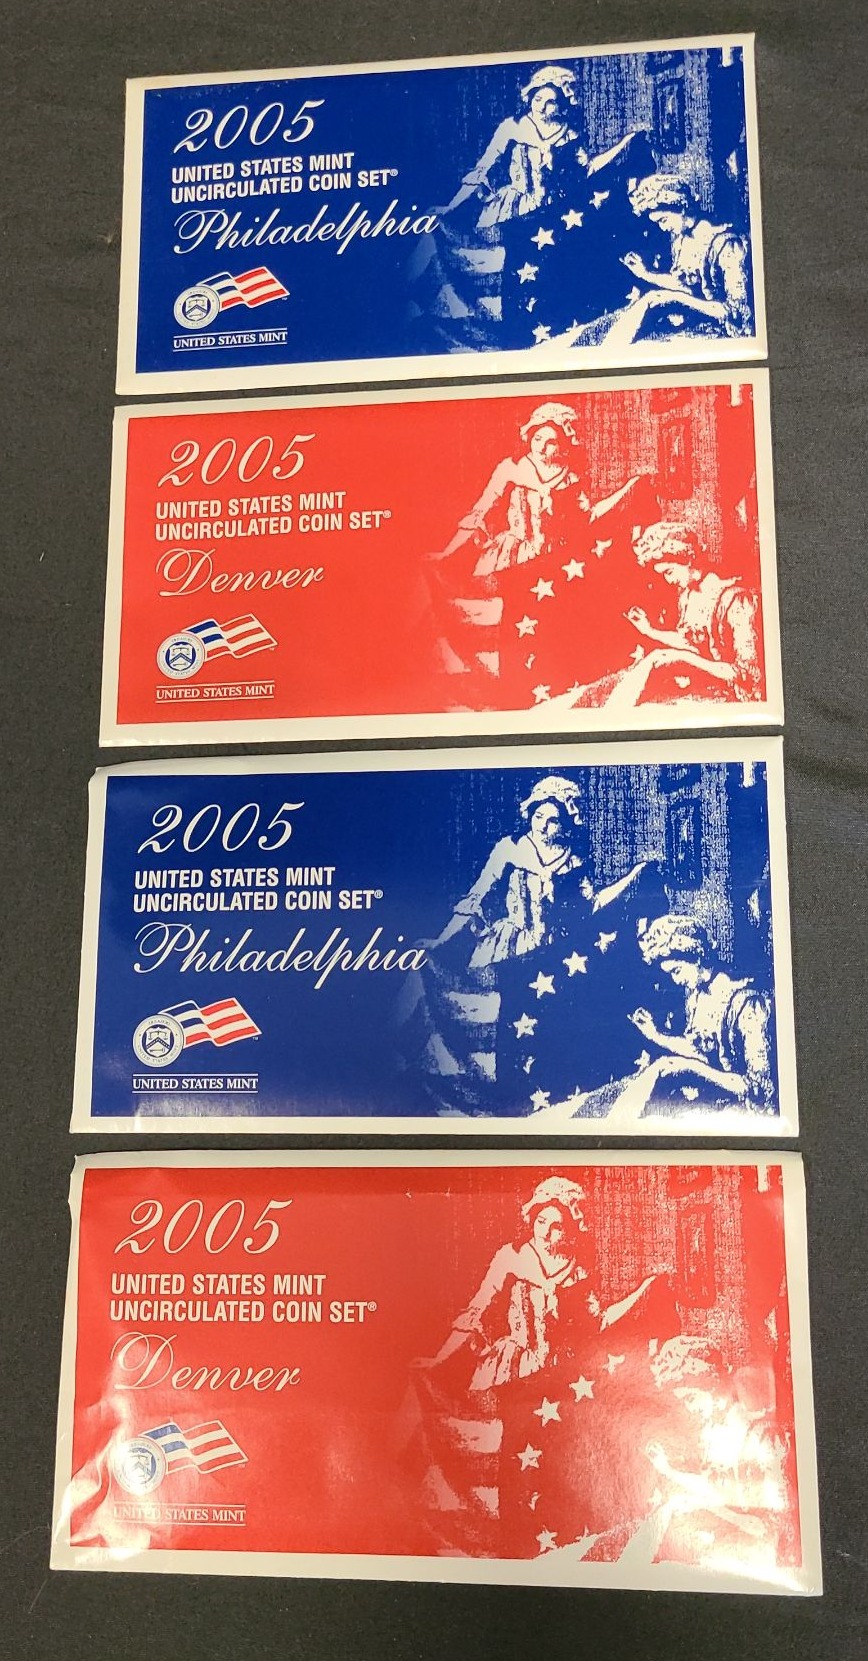 2005
UNITED STATES MINT
UNCIRCULATED COIN SET®
Philadelphia
UNITED STATES MINT
2005
UNITED STATES MINT
UNCIRCULATED COIN SET®
Denver
UNITED STATES MINT
2005
UNITED STATES MINT
UNCIRCULATED COIN SET®
Philadelphia
UNITED STATES MINT
2005
UNITED STATES MINT
UNCIRCULATED COIN SET®
Denver
UNITED STATES MINT